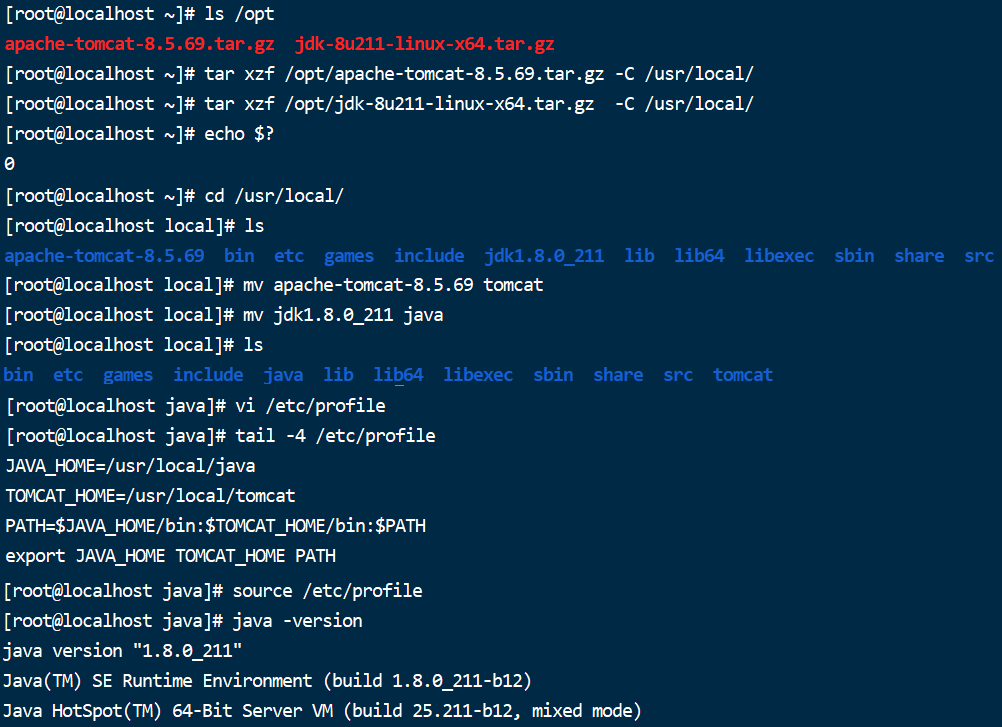 [root@localhost ~]# ls /opt
apache-tomcat-8.5.69.tar.gz  jdk-8u211-linux-x64.tar.gz
[root@localhost ~]# tar xzf /opt/apache-tomcat-8.5.69.tar.gz -C /usr/local/
[root@localhost ~]# tar xzf /opt/jdk-8u211-linux-x64.tar.gz  -C /usr/local/
[root@localhost ~]# echo $?
0
[root@localhost ~]# cd /usr/local/
[root@localhost local]# ls
apache-tomcat-8.5.69  bin  etc  games  include  jdk1.8.0_211  lib  lib64  libexec  sbin  share  src
[root@localhost local]# mv apache-tomcat-8.5.69 tomcat
[root@localhost local]# mv jdk1.8.0_211 java
[root@localhost local]# ls
bin  etc  games  include  java  lib  lib64  libexec  sbin  share  src  tomcat
[root@localhost java]# vi /etc/profile
[root@localhost java]# tail -4 /etc/profile
JAVA_HOME=/usr/local/java
TOMCAT_HOME=/usr/local/tomcat
PATH=$JAVA_HOME/bin:$TOMCAT_HOME/bin:$PATH
export JAVA_HOME TOMCAT_HOME PATH
[root@localhost java]# source /etc/profile
[root@localhost java]# java -version
java version "1.8.0_211"
Java(TM) SE Runtime Environment (build 1.8.0_211-b12)
Java HotSpot(TM) 64-Bit Server VM (build 25.211-b12, mixed mode)